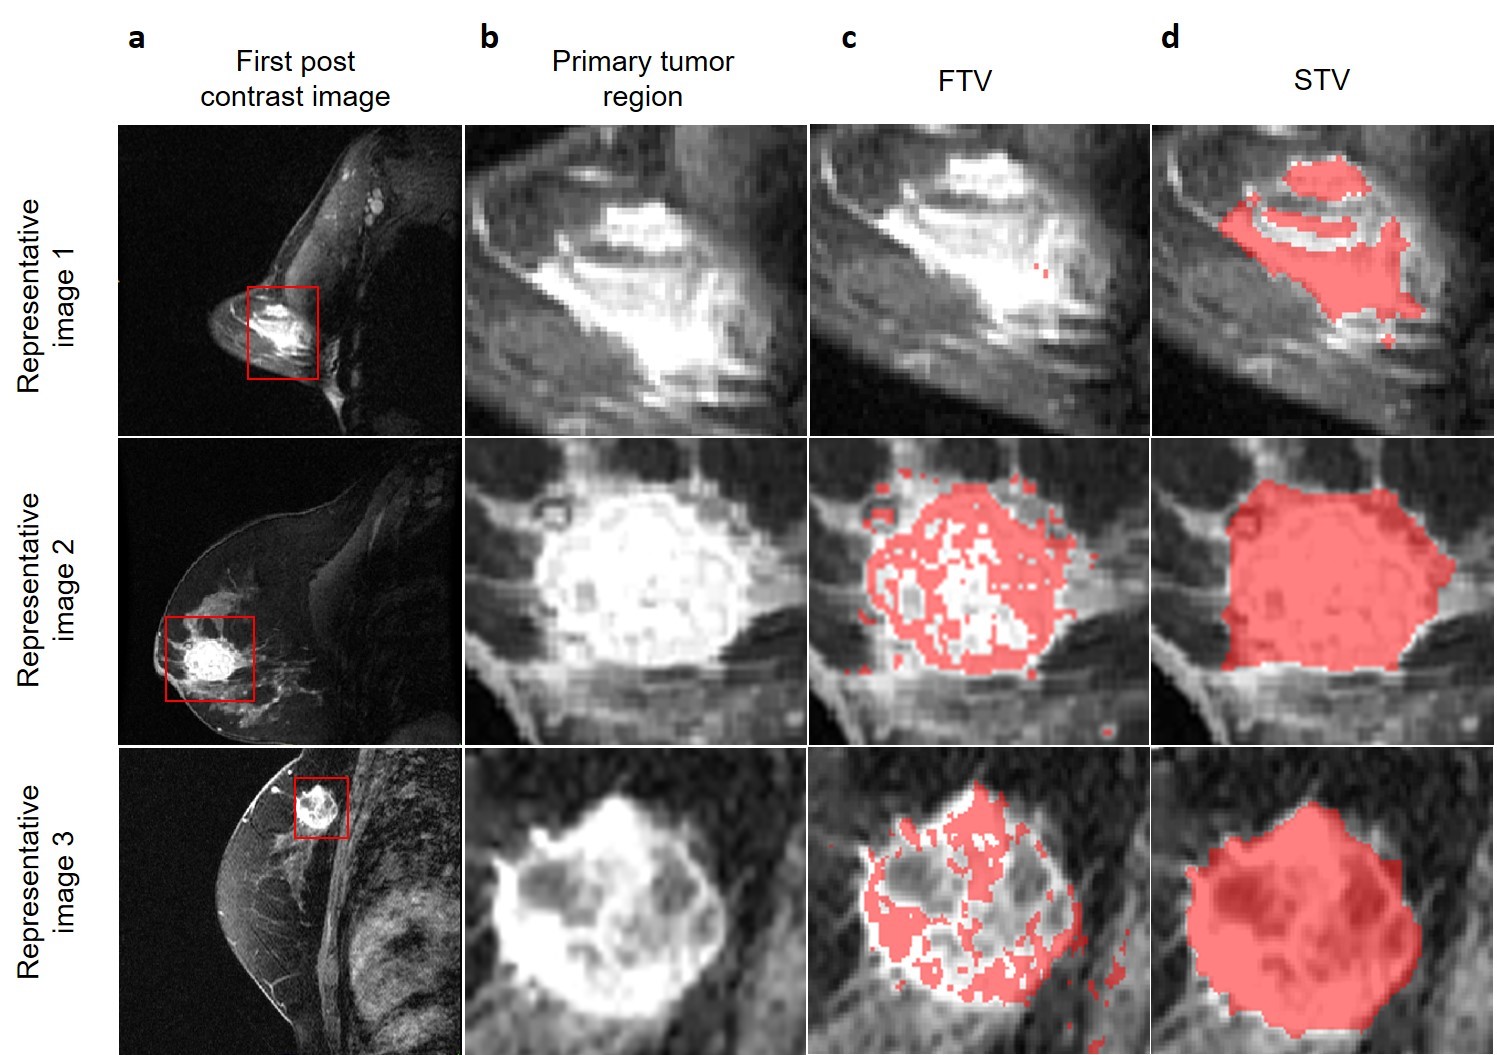 a
First post
contrast image
b
Primary tumor
region
c
FTV
d
STV
Representative
image 1
Representative
image 2
Representative
image 3